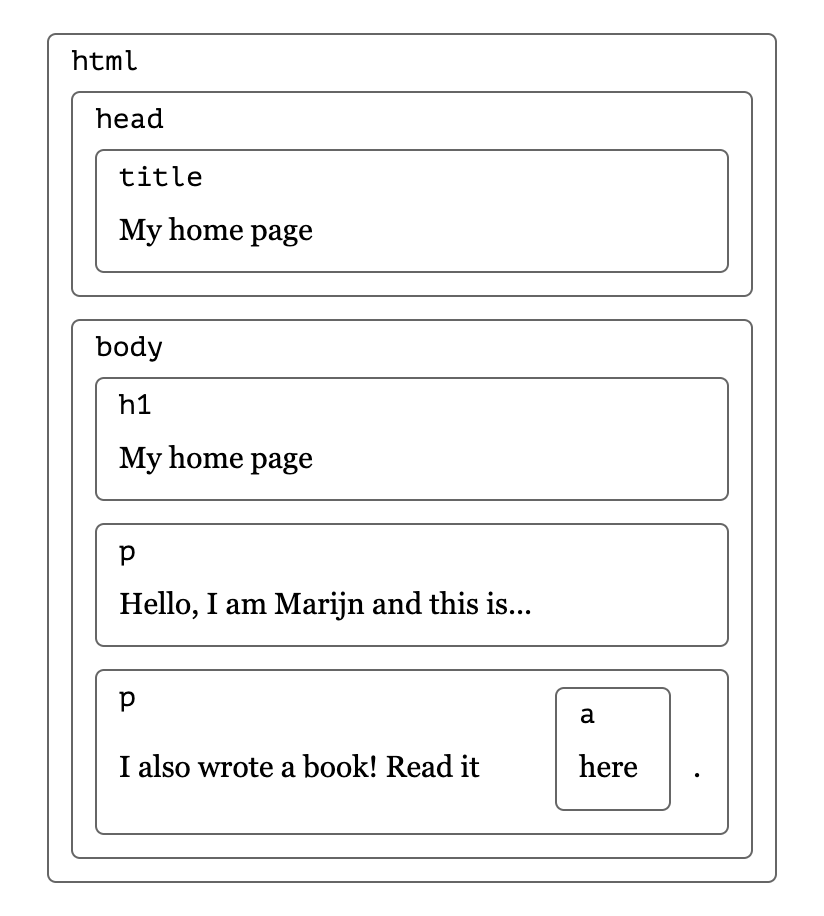 html
head
title
My home page
body
h1
My home page
p
Hello, I am Marijn and this is...
p
a
I also wrote a book! Read it here .